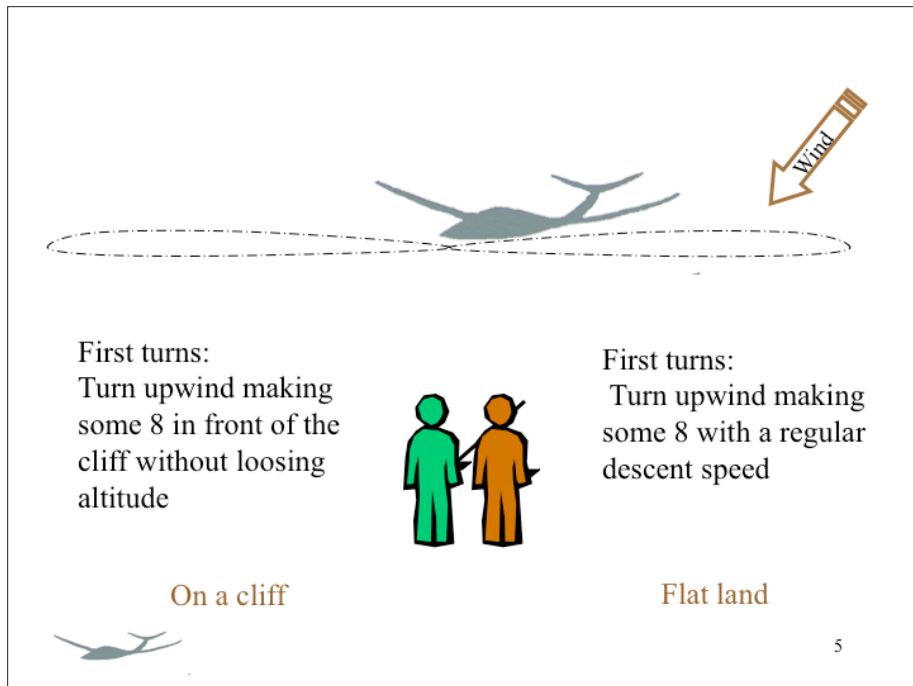 Wind
First turns:
Turn upwind making
some 8 in front of the
cliff without loosing
altitude
First turns:
Turn upwind making
some 8 with a regular
descent speed
On a cliff
Flat land
5